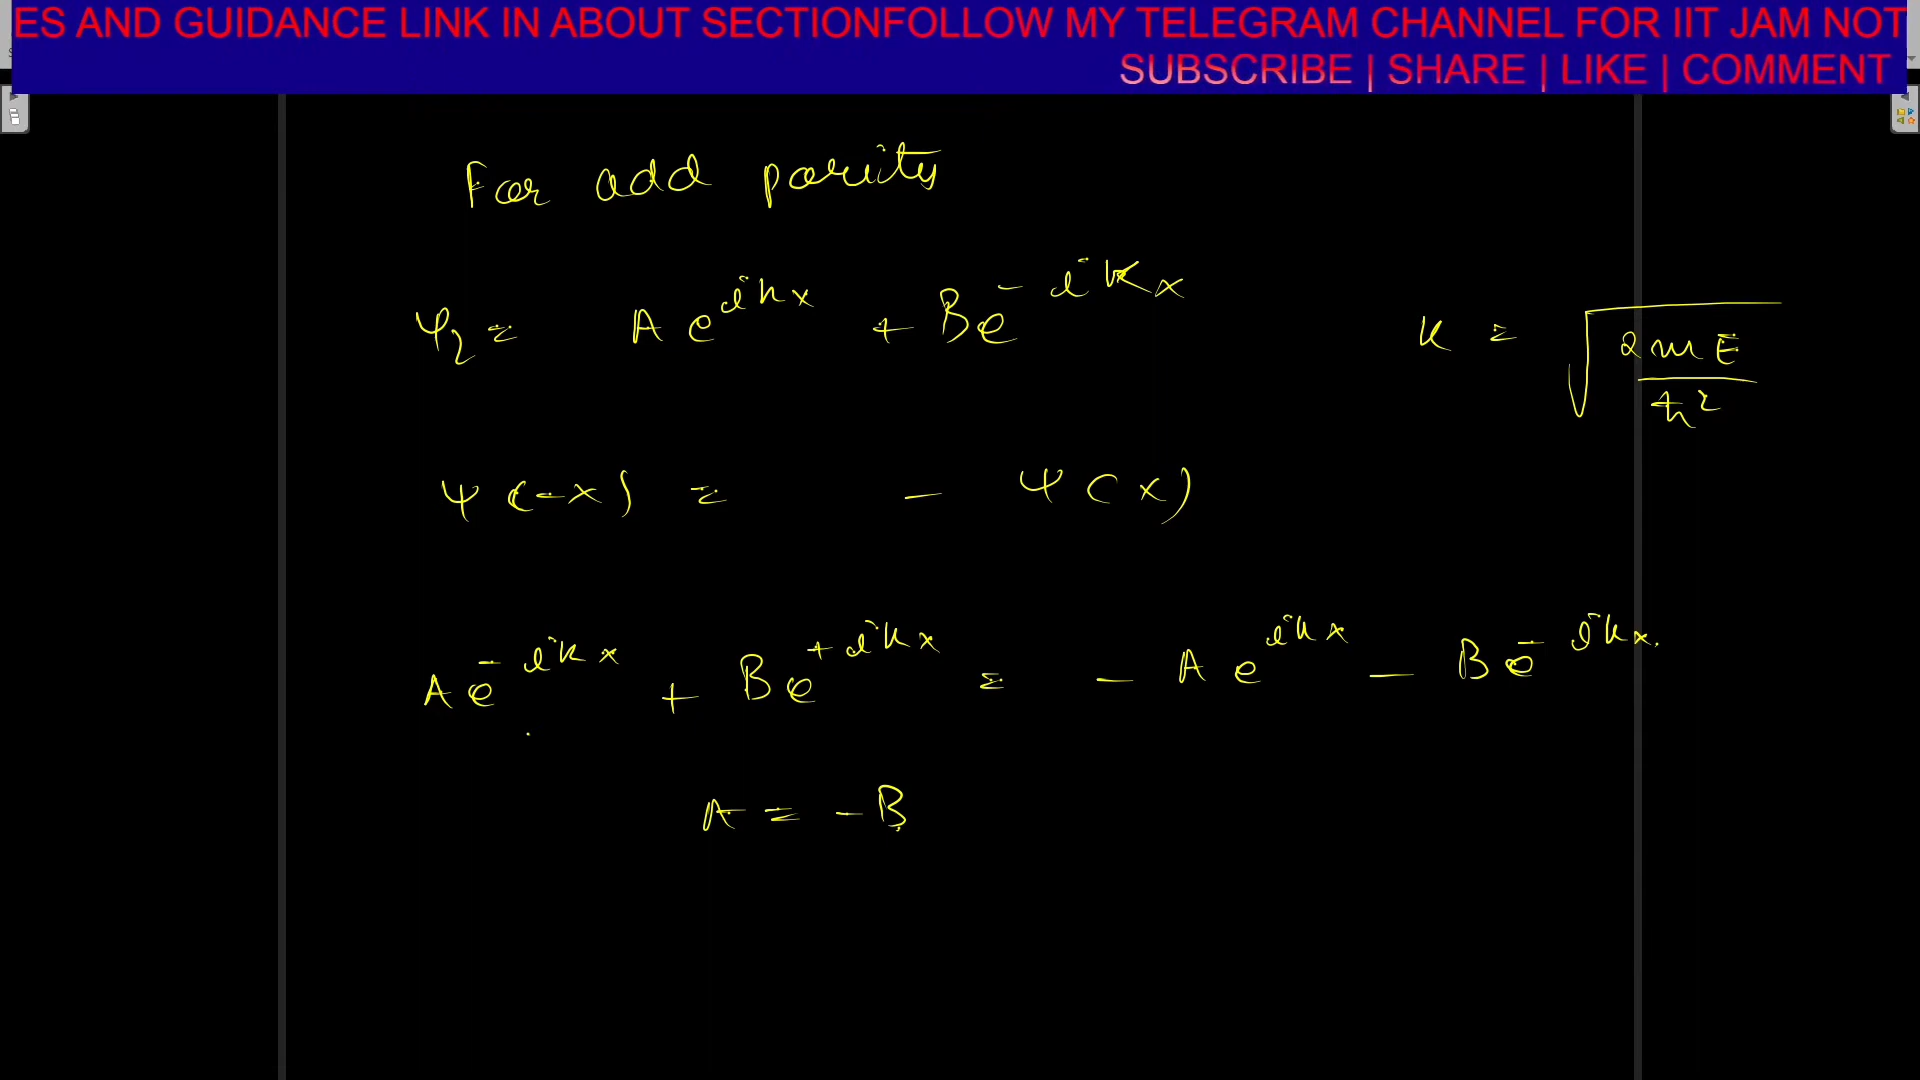 ES AND GUIDANCE LINK IN ABOUT SECTIONFOLLOW MY TELEGRAM CHANNEL FOR IIT JAM NOT
SUBSCRIBE | SHARE | LIKE | COMMENT
For add parity
ψ₂ = A e^{ikx} + B e^{-ikx}
k = √(2mE/ħ²)
ψ(-x) = - ψ(x)
A e^{-ikx} + B e^{+ikx} = - A e^{ikx} - B e^{-ikx}.
A = -B